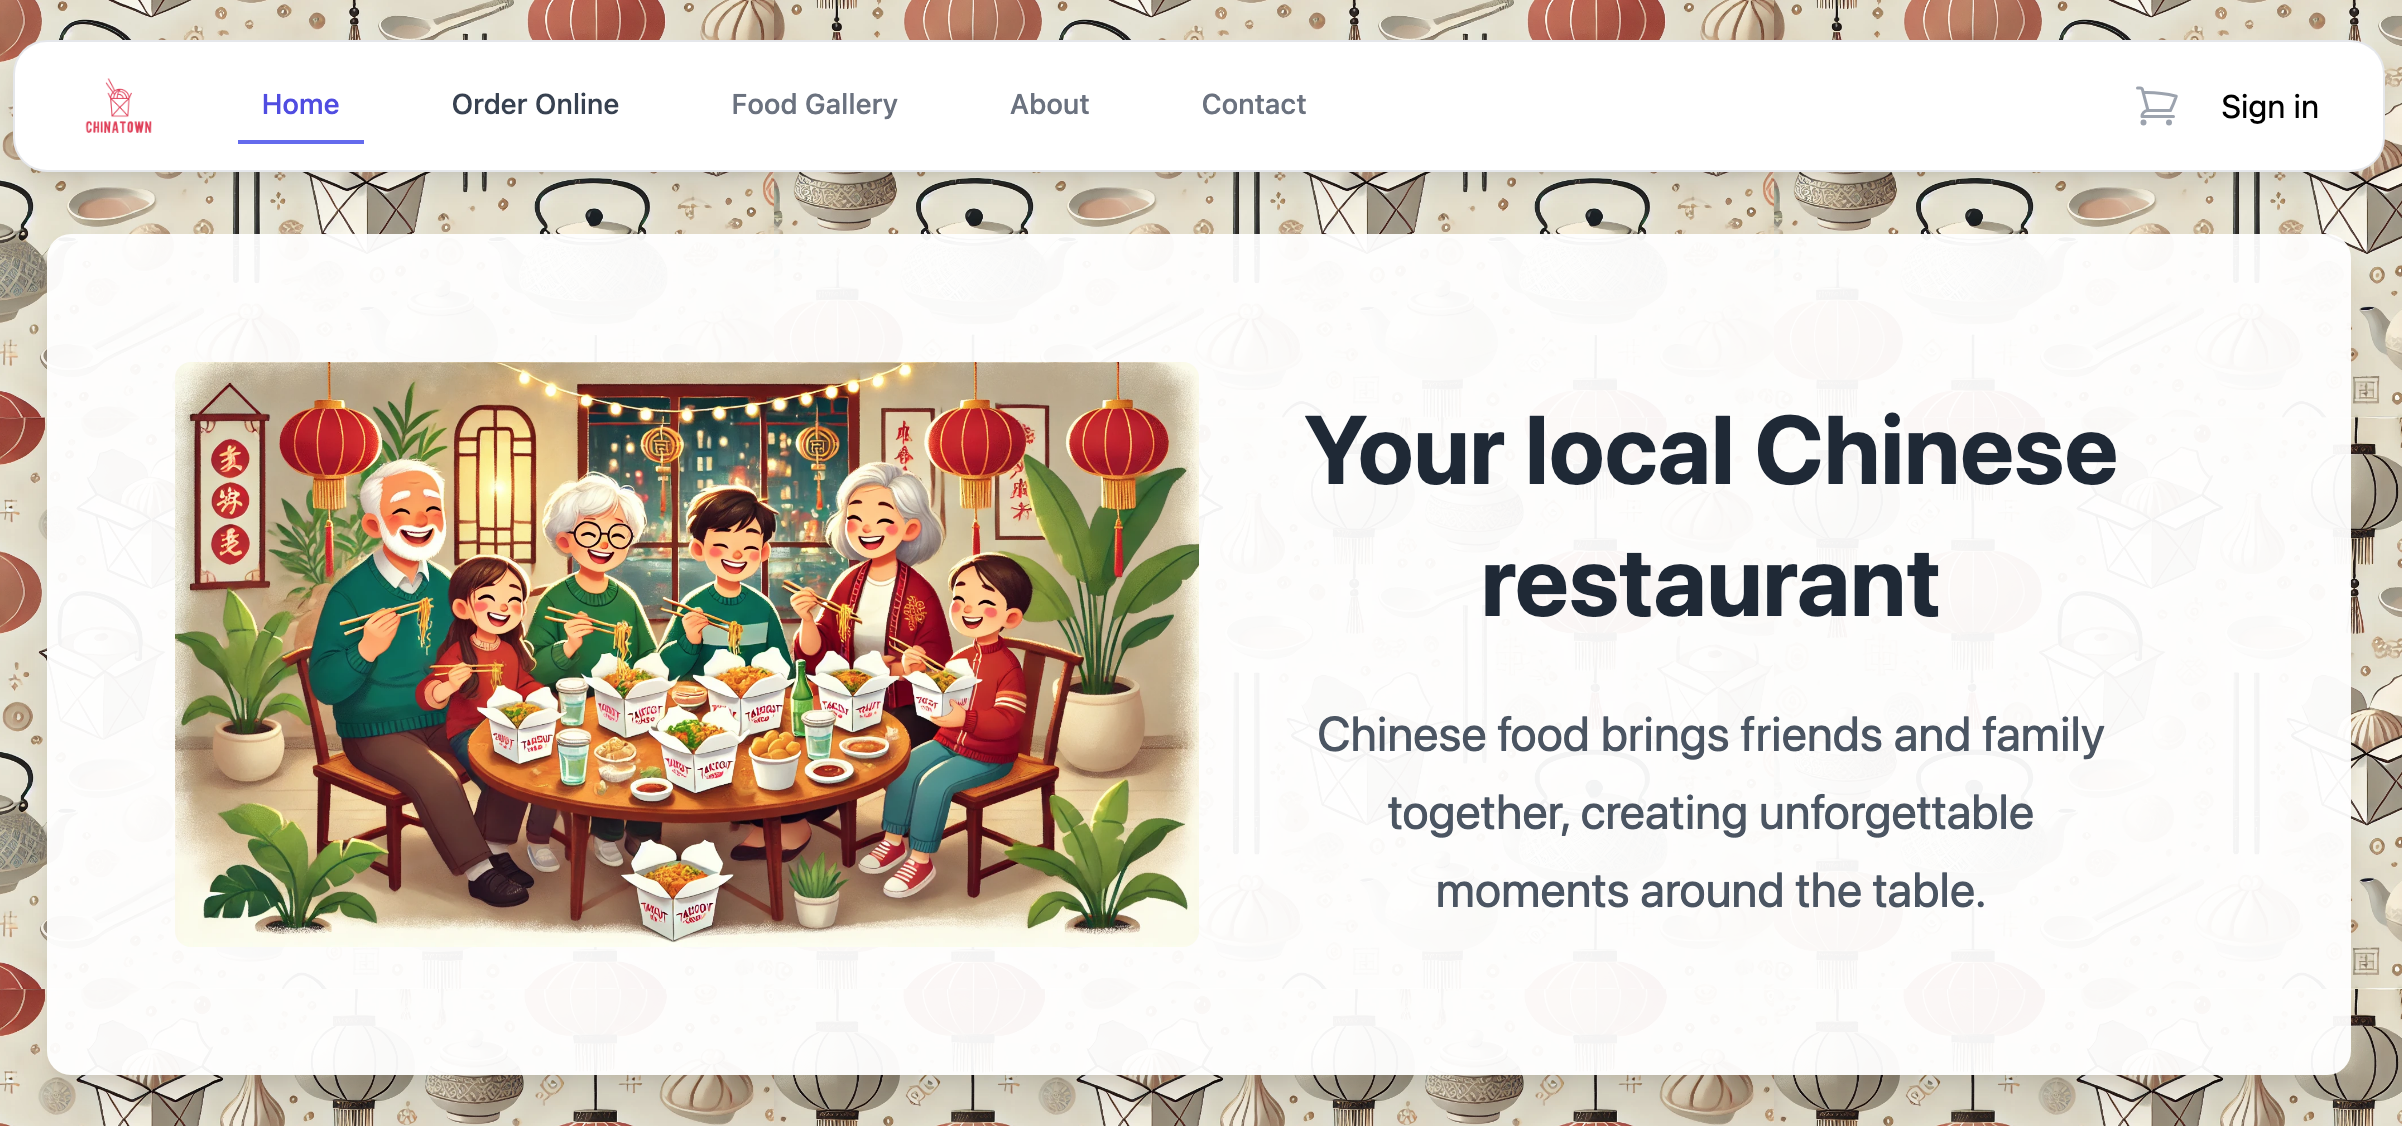 CHINATOWN
Home
Order Online
Food Gallery
About
Contact
Sign in
Your local Chinese
restaurant
Chinese food brings friends and family
together, creating unforgettable
moments around the table.